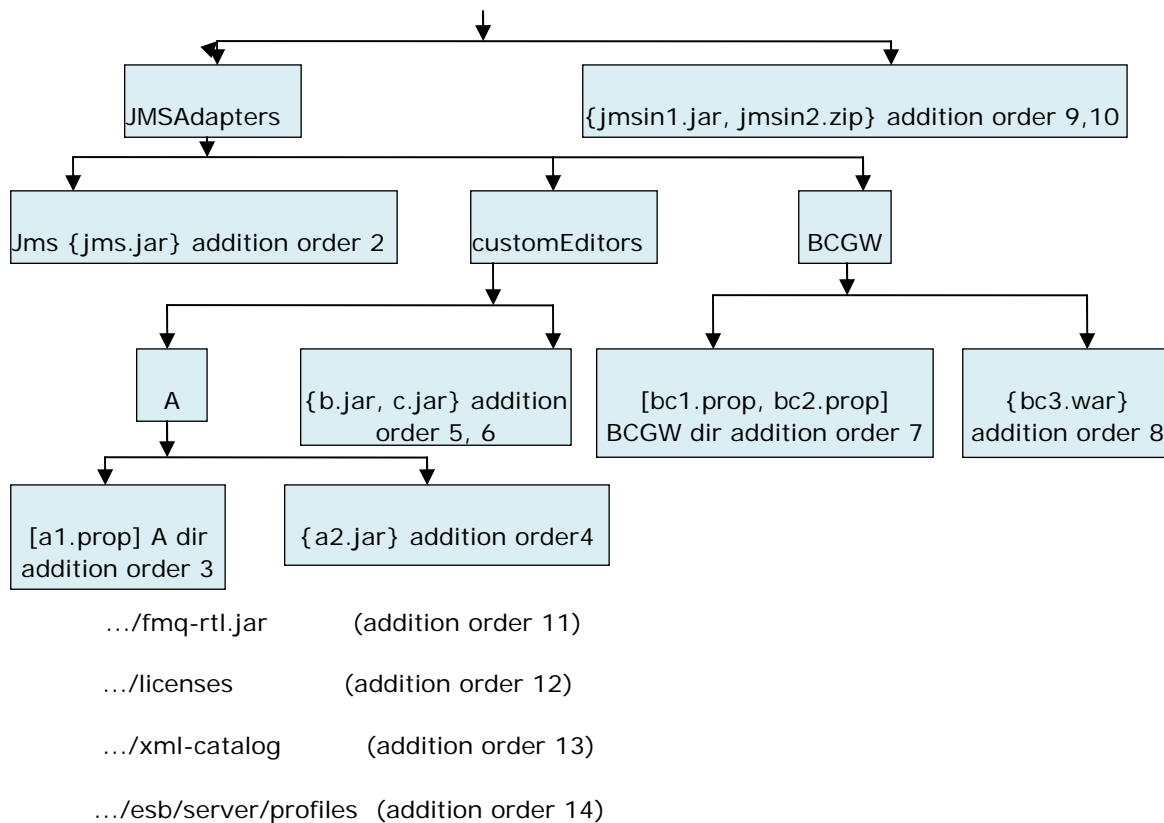 JMSAdapters
{jmsin1.jar, jmsin2.zip} addition order 9,10
Jms {jms.jar} addition order 2
customEditors
BCGW
A
{b.jar, c.jar} addition
order 5, 6
[bc1.prop, bc2.prop]
BCGW dir addition order 7
{bc3.war}
addition order 8
[a1.prop] A dir
addition order 3
{a2.jar} addition order4
…/fmq-rtl.jar (addition order 11)
…/licenses (addition order 12)
…/xml-catalog (addition order 13)
…/esb/server/profiles (addition order 14)